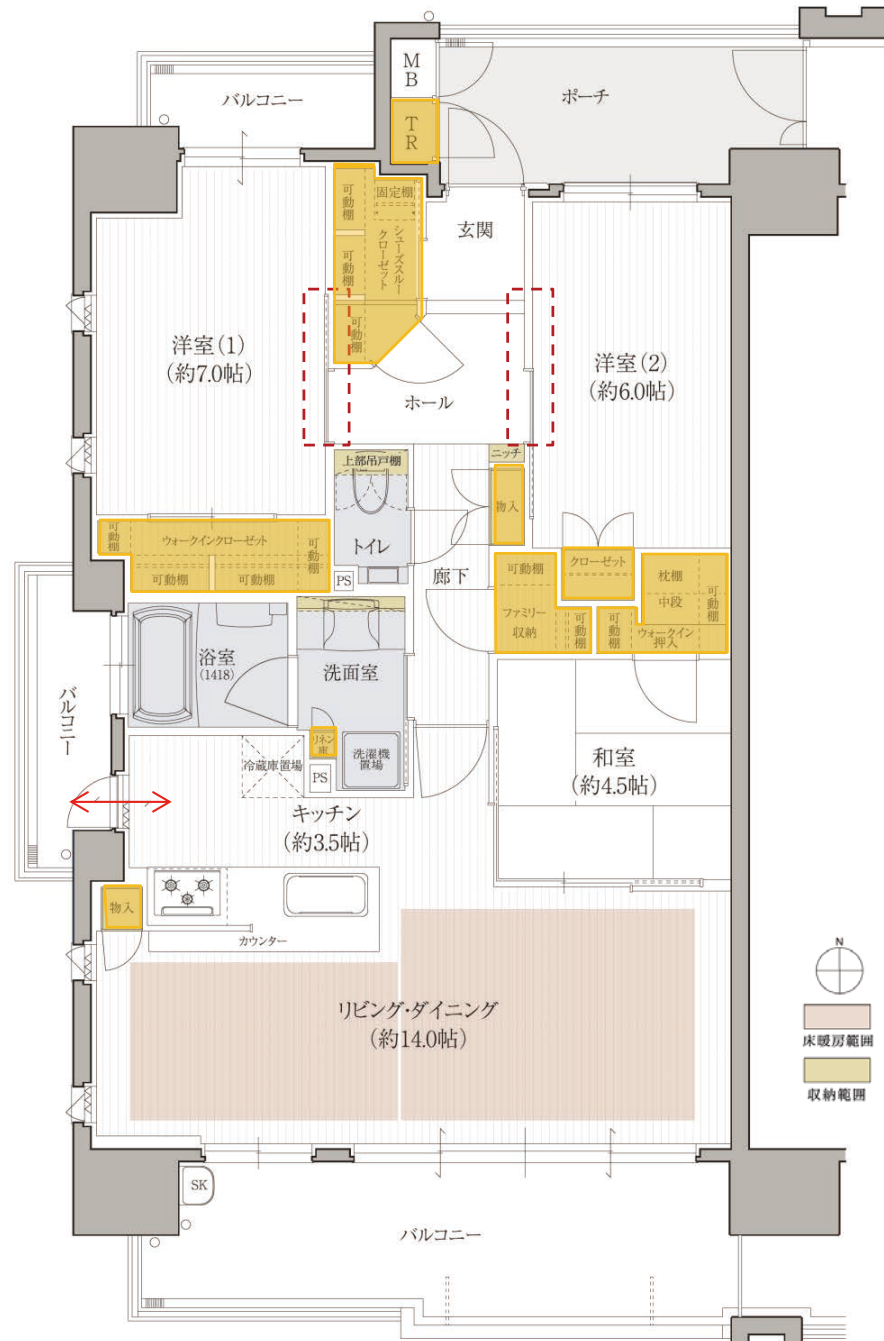 バルコニー
MB
TR
ポーチ
可動棚
固定棚
シューズスルー
クローゼット
可動棚
可動棚
玄関
洋室(1)
(約7.0帖)
洋室(2)
(約6.0帖)
ホール
上部吊戸棚
ニッチ
物入
トイレ
可動棚
ウォークインクローゼット
可動棚
可動棚
可動棚
PS
廊下
可動棚
ファミリー
収納
可動棚
クローゼット
枕棚
中段
可動棚
可動棚
ウォークイン
押入
浴室
(1418)
洗面室
バルコニー
リネン
庫
洗濯機
置場
PS
冷蔵庫置場
和室
(約4.5帖)
キッチン
(約3.5帖)
物入
カウンター
リビング・ダイニング
(約14.0帖)
N
床暖房範囲
収納範囲
SK
バルコニー